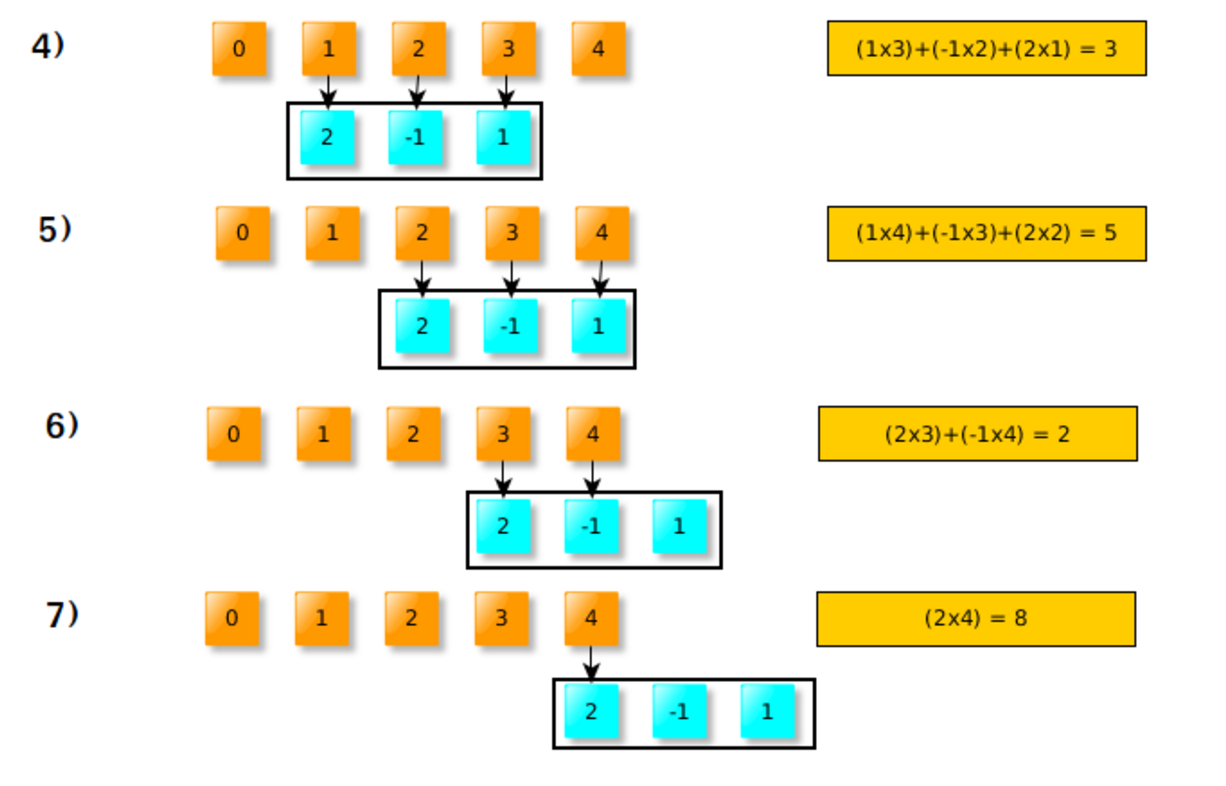 4) 0 1 2 3 4 (1x3)+(-1x2)+(2x1) = 3
2 -1 1
5) 0 1 2 3 4 (1x4)+(-1x3)+(2x2) = 5
2 -1 1
6) 0 1 2 3 4 (2x3)+(-1x4) = 2
2 -1 1
7) 0 1 2 3 4 (2x4) = 8
2 -1 1